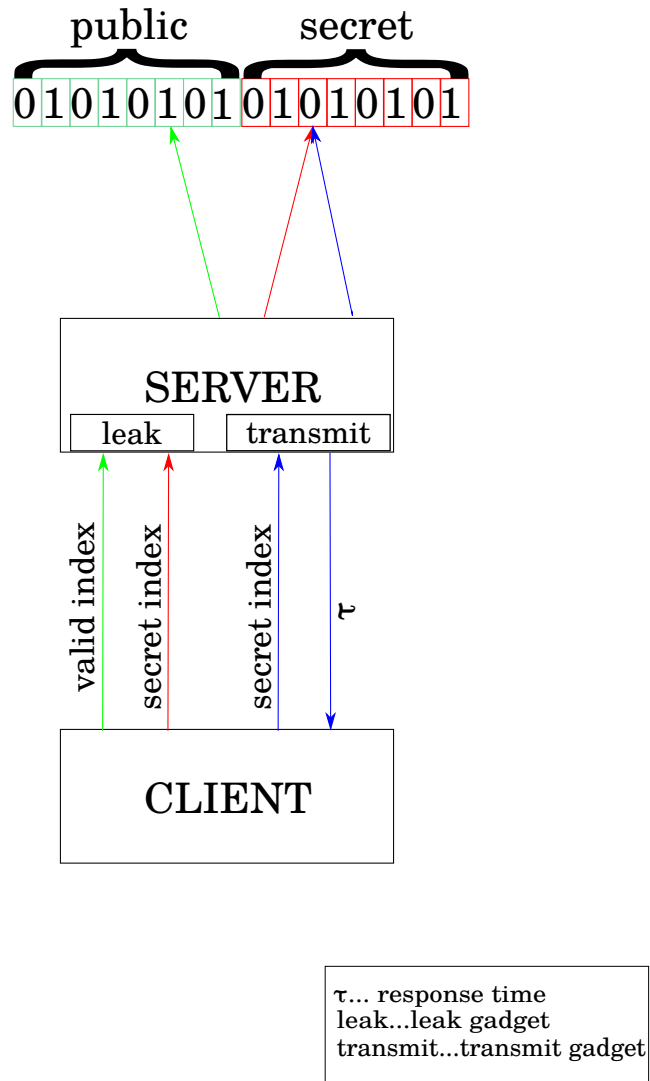 public secret
0101010101010101
SERVER
leak transmit
valid index
secret index
secret index
τ
CLIENT
τ... response time
leak...leak gadget
transmit...transmit gadget